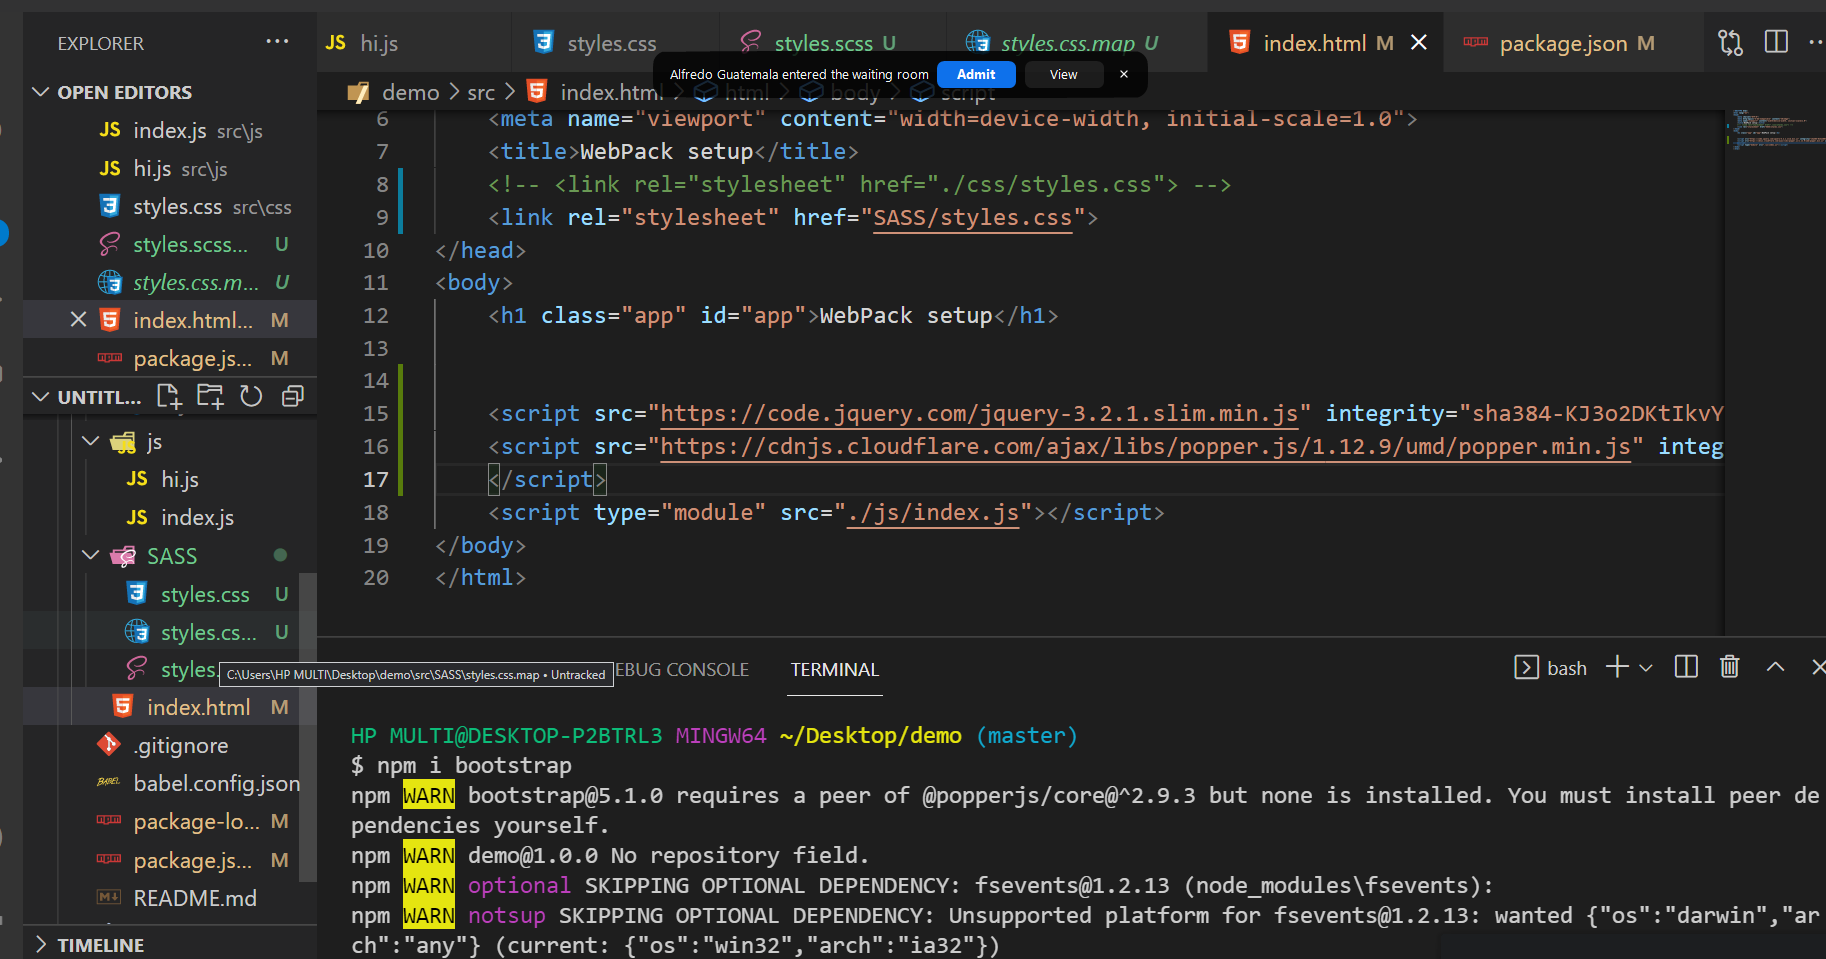 EXPLORER
hi.js
styles.css
styles.scss U
styles.css.map U
index.html M
package.json M
Alfredo Guatemala entered the waiting room
Admit
View
OPEN EDITORS
demo > src > index.html > html > body > script
index.js src\js
hi.js src\js
styles.css src\css
styles.scss... U
styles.css.m... U
index.html... M
package.js... M
UNTITL...
js
hi.js
index.js
SASS
styles.css U
styles.cs... U
styles.
C:\Users\HP MULTI\Desktop\demo\src\SASS\styles.css.map • Untracked
index.html M
.gitignore
babel.config.json
package-lo... M
package.js... M
README.md
TIMELINE
6 <meta name="viewport" content="width=device-width, initial-scale=1.0">
7 <title>WebPack setup</title>
8 <!-- <link rel="stylesheet" href="./css/styles.css"> -->
9 <link rel="stylesheet" href="SASS/styles.css">
10 </head>
11 <body>
12 <h1 class="app" id="app">WebPack setup</h1>
13
14
15 <script src="https://code.jquery.com/jquery-3.2.1.slim.min.js" integrity="sha384-KJ3o2DKtIkvY
16 <script src="https://cdnjs.cloudflare.com/ajax/libs/popper.js/1.12.9/umd/popper.min.js" integ
17 </script>
18 <script type="module" src="./js/index.js"></script>
19 </body>
20 </html>
EBUG CONSOLE
TERMINAL
bash
HP MULTI@DESKTOP-P2BTRL3 MINGW64 ~/Desktop/demo (master)
$ npm i bootstrap
npm WARN bootstrap@5.1.0 requires a peer of @popperjs/core@^2.9.3 but none is installed. You must install peer de
pendencies yourself.
npm WARN demo@1.0.0 No repository field.
npm WARN optional SKIPPING OPTIONAL DEPENDENCY: fsevents@1.2.13 (node_modules\fsevents):
npm WARN notsup SKIPPING OPTIONAL DEPENDENCY: Unsupported platform for fsevents@1.2.13: wanted {"os":"darwin","ar
ch":"any"} (current: {"os":"win32","arch":"ia32"})